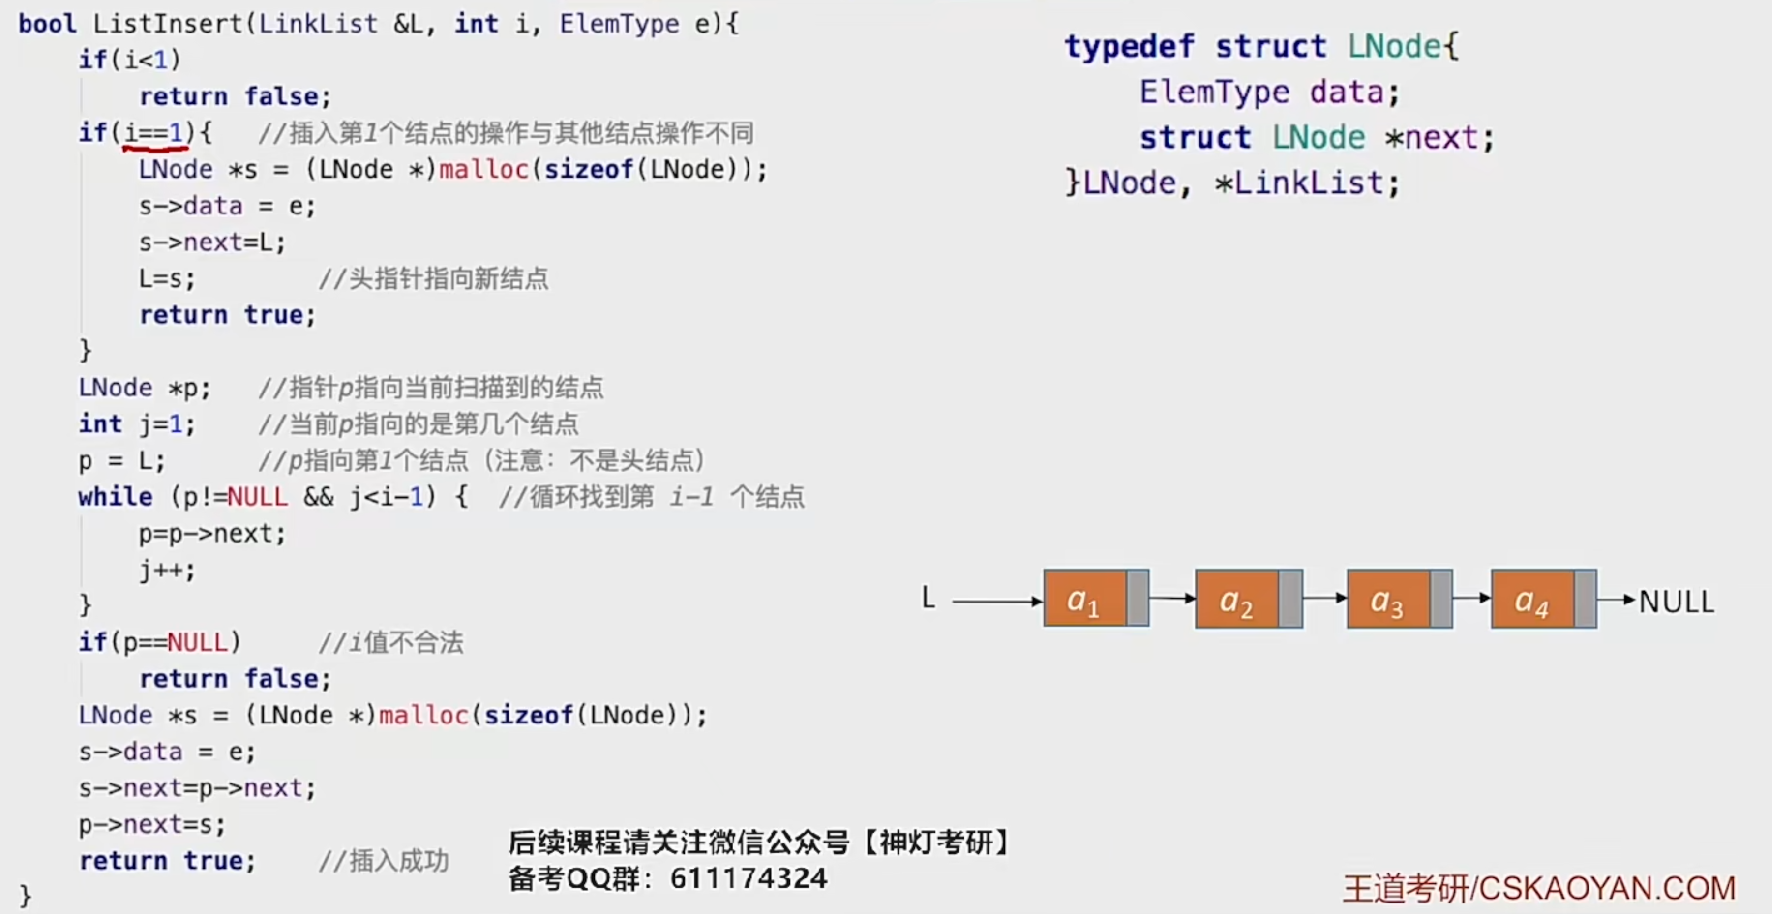 bool ListInsert(LinkList &L, int i, ElemType e){
    if(i<1)
        return false;
    if(i==1){   //插入第1个结点的操作与其他结点操作不同
        LNode *s = (LNode *)malloc(sizeof(LNode));
        s->data = e;
        s->next=L;
        L=s;        //头指针指向新结点
        return true;
    }
    LNode *p;   //指针p指向当前扫描到的结点
    int j=1;    //当前p指向的是第几个结点
    p = L;      //p指向第1个结点（注意：不是头结点）
    while (p!=NULL && j<i-1) {  //循环找到第 i-1 个结点
        p=p->next;
        j++;
    }
    if(p==NULL)     //i值不合法
        return false;
    LNode *s = (LNode *)malloc(sizeof(LNode));
    s->data = e;
    s->next=p->next;
    p->next=s;
    return true;    //插入成功
}
typedef struct LNode{
    ElemType data;
    struct LNode *next;
}LNode, *LinkList;
L a1 a2 a3 a4 NULL
后续课程请关注微信公众号【神灯考研】
备考QQ群：611174324
王道考研/CSKAOYAN.COM